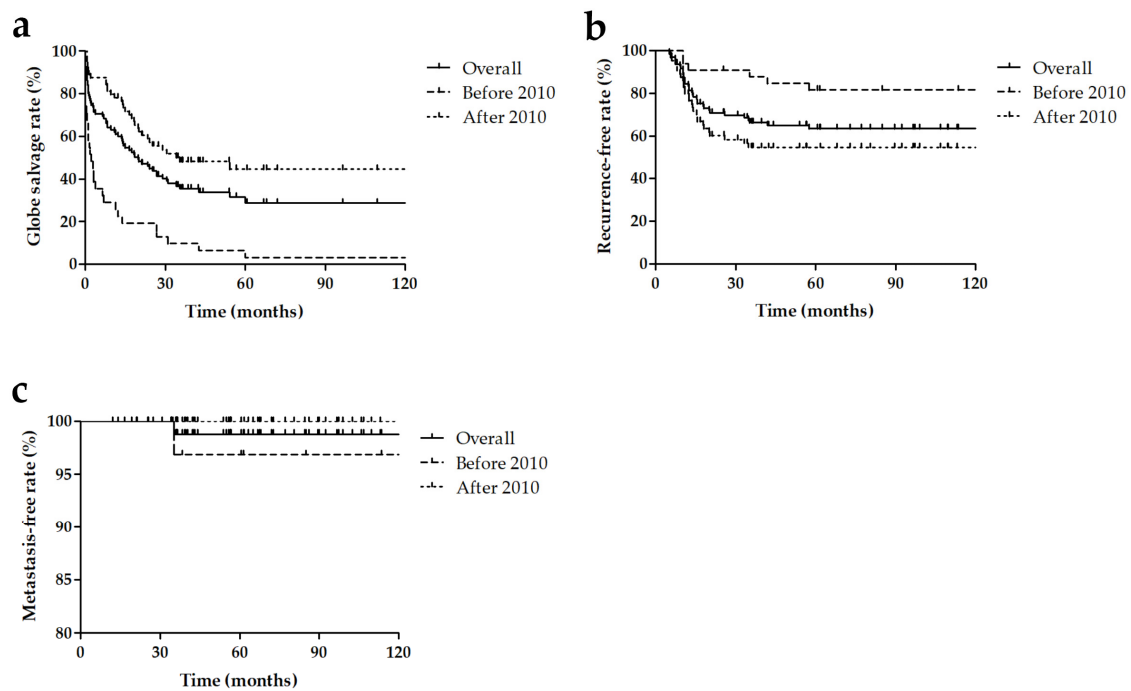 a
Globe salvage rate (%)
100
80
60
40
20
0
0 30 60 90 120
Time (months)
Overall
Before 2010
After 2010
b
Recurrence-free rate (%)
100
80
60
40
20
0
0 30 60 90 120
Time (months)
Overall
Before 2010
After 2010
c
Metastasis-free rate (%)
100
95
90
85
80
0 30 60 90 120
Time (months)
Overall
Before 2010
After 2010